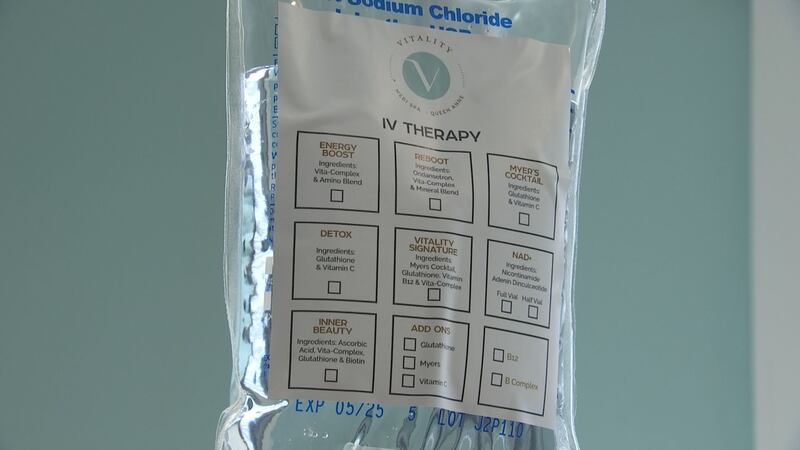 Sodium Chloride
VITALITY
V
MEDI SPA · QUEEN ANNE
IV THERAPY
ENERGY
BOOST
Ingredients:
Vita-Complex
& Amino Blend
REBOOT
Ingredients:
Ondansetron,
Vita-Complex
& Mineral Blend
MYER'S
COCKTAIL
Ingredients:
Glutathione
& Vitamin C
DETOX
Ingredients:
Glutathione
& Vitamin C
VITALITY
SIGNATURE
Ingredients:
Myers Cocktail,
Glutathione, Vitamin
B12 & Vita-Complex
NAD+
Ingredients:
Nicontinamide
Adenin Dinculceotide
Full Vial Half Vial
INNER
BEAUTY
Ingredients: Ascorbic
Acid, Vita-Complex,
Glutathione & Biotin
ADD ONS
Glutathione
Myers
Vitamin C
B12
B Complex
EXP 05/25 5 LOT J2P110